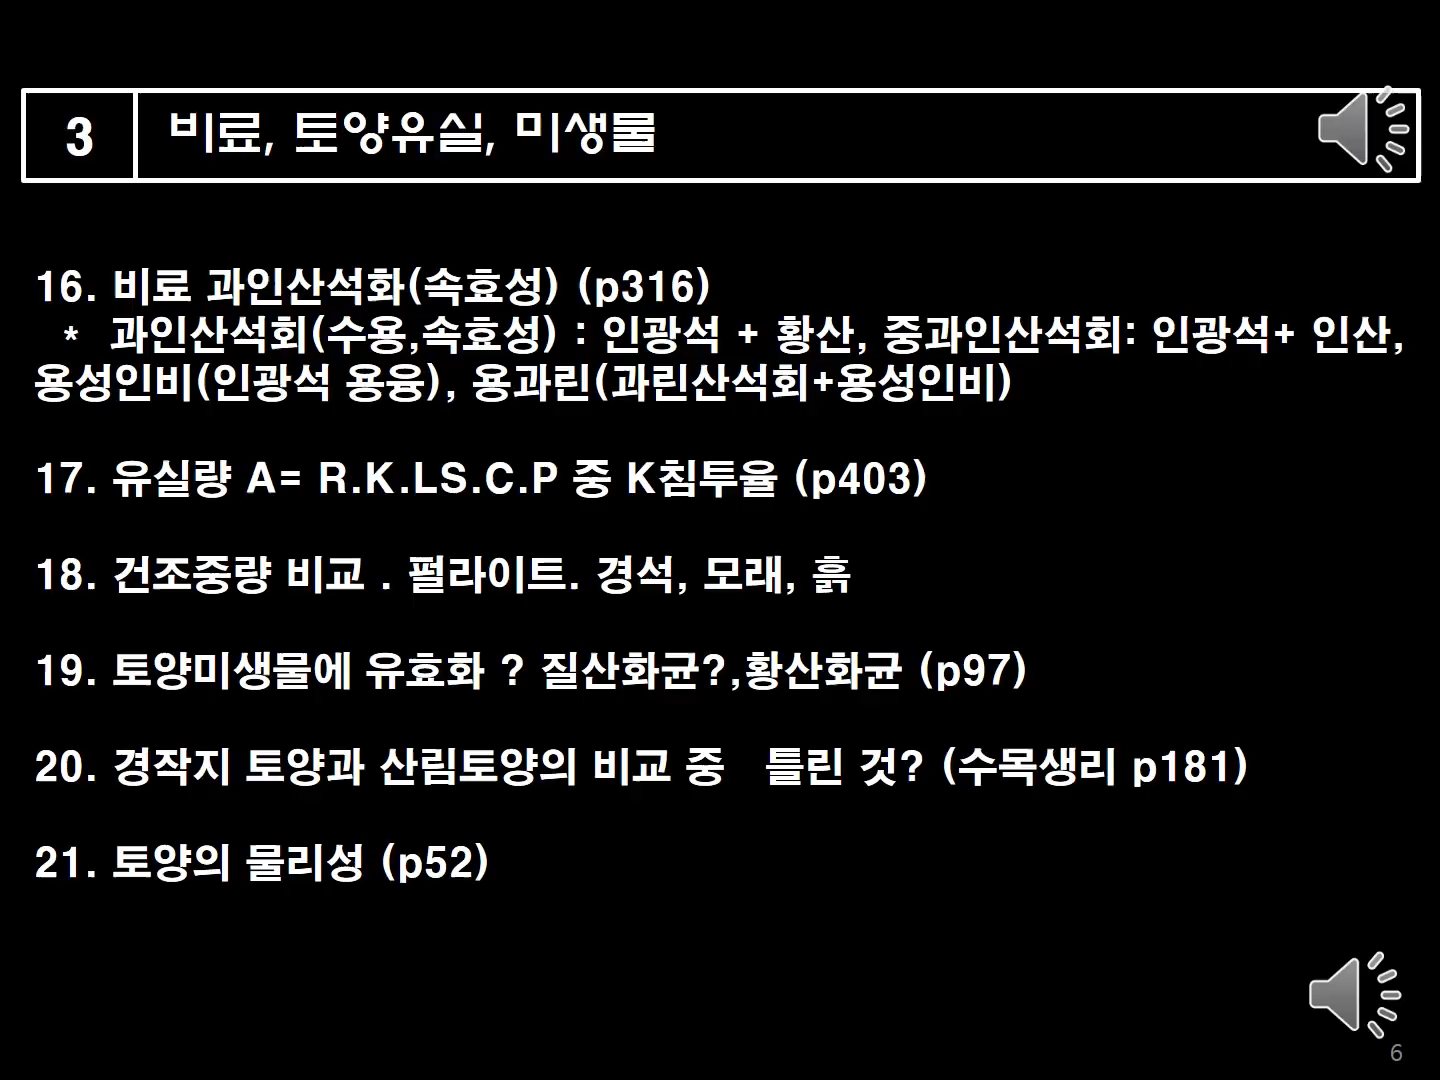 3 비료, 토양유실, 미생물
16. 비료 과인산석화(속효성) (p316)
* 과인산석회(수용,속효성) : 인광석 + 황산, 중과인산석회: 인광석+ 인산,
용성인비(인광석 용융), 용과린(과린산석회+용성인비)
17. 유실량 A= R.K.LS.C.P 중 K침투율 (p403)
18. 건조중량 비교 . 펄라이트. 경석, 모래, 흙
19. 토양미생물에 유효화 ? 질산화균?,황산화균 (p97)
20. 경작지 토양과 산림토양의 비교 중 틀린 것? (수목생리 p181)
21. 토양의 물리성 (p52)
6